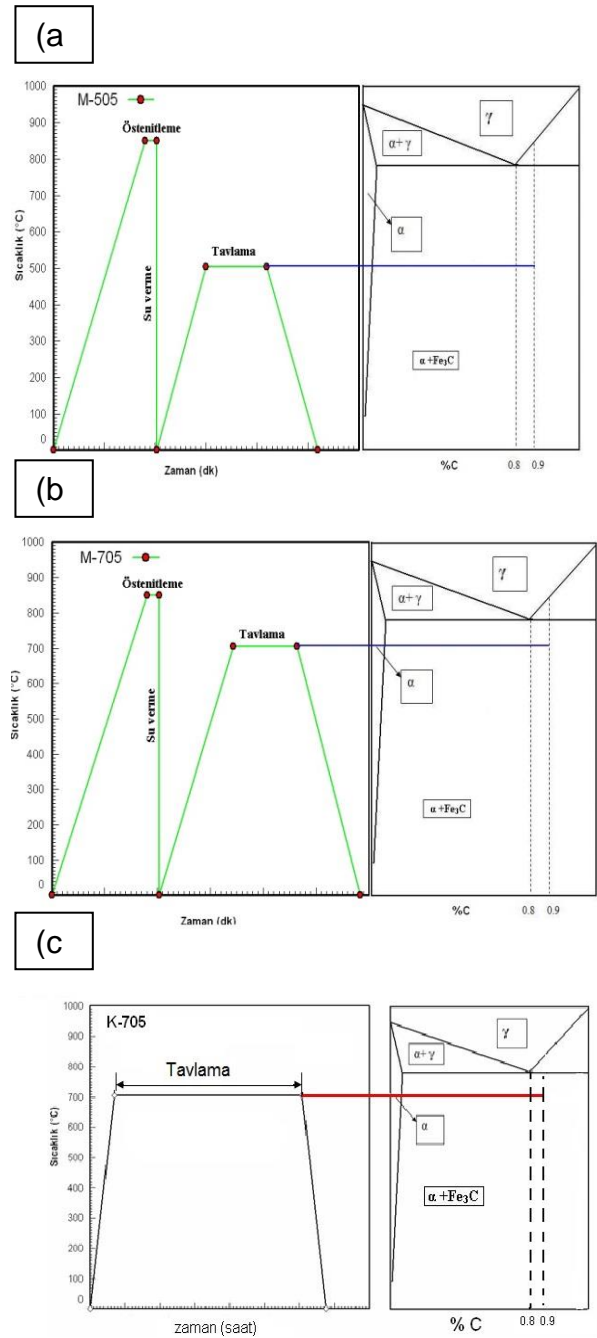 (a
M-505
Östenitleme
Su verme
Tavlama
Sıcaklık (°C)
1000
900
800
700
600
500
400
300
200
100
0
Zaman (dk)
γ
α+ γ
α
α +Fe₃C
%C
0.8
0.9
(b
M-705
Östenitleme
Su verme
Tavlama
Sıcaklık (°C)
1000
900
800
700
600
500
400
300
200
100
0
Zaman (dk)
γ
α+ γ
α
α +Fe₃C
%C
0.8
0.9
(c
K-705
Tavlama
Sıcaklık (°C)
1000
900
800
700
600
500
400
300
200
100
0
zaman (saat)
γ
α+ γ
α
α +Fe₃C
% C
0.8
0.9